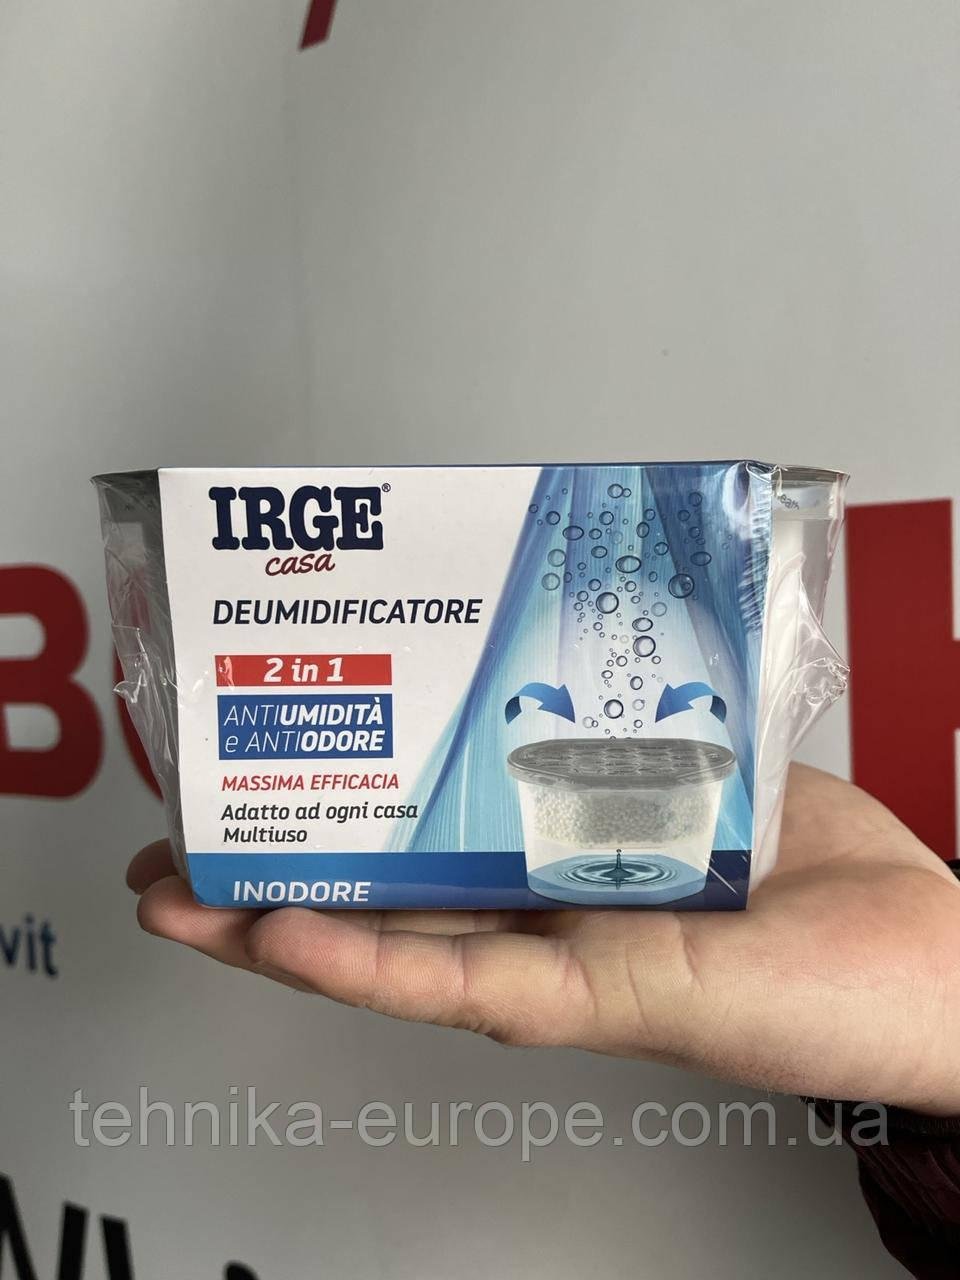 IRGE®
casa
DEUMIDIFICATORE
2 in 1
ANTIUMIDITÀ
e ANTIODORE
MASSIMA EFFICACIA
Adatto ad ogni casa
Multiuso
INODORE
vit
tehnika-europe.com.ua